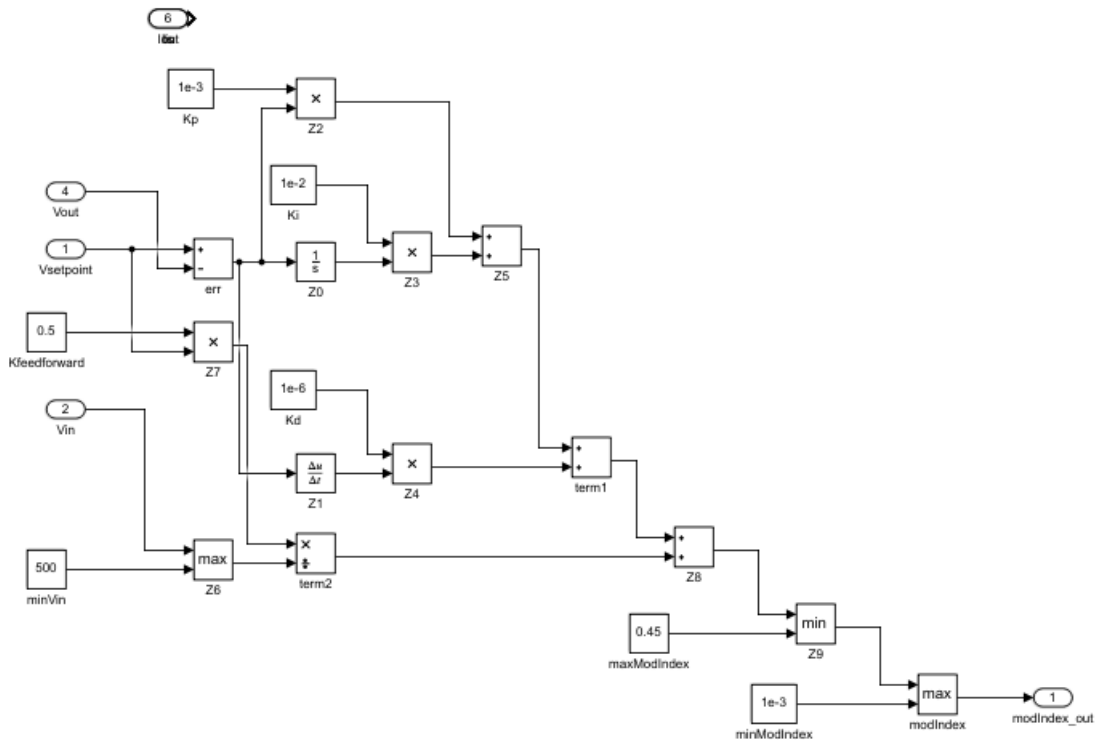 6
1e-3
×
Kp
Z2
1e-2
4
Ki
Vout
+
+
1
+
×
1
s
Vsetpoint
-
Z5
Z3
err
Z0
0.5
×
Kfeedforward
Z7
1e-6
2
Kd
Vin
+
+
×
Δu
Δt
term1
Z4
Z1
+
+
×
÷
max
500
Z8
term2
Z6
minVin
min
0.45
Z9
maxModIndex
max
1
1e-3
modIndex
modIndex_out
minModIndex